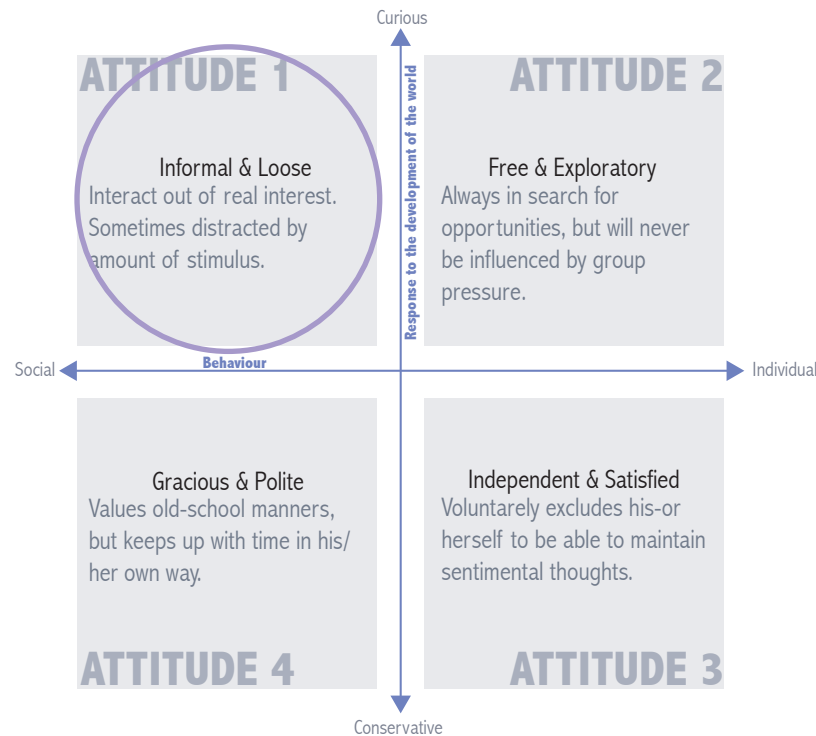 Curious
ATTITUDE 1
ATTITUDE 2
Response to the development of the world
Informal & Loose
Interact out of real interest.
Sometimes distracted by
amount of stimulus.
Free & Exploratory
Always in search for
opportunities, but will never
be influenced by group
pressure.
Behaviour
Social
Individual
Gracious & Polite
Values old-school manners,
but keeps up with time in his/
her own way.
Independent & Satisfied
Voluntarely excludes his-or
herself to be able to maintain
sentimental thoughts.
ATTITUDE 4
ATTITUDE 3
Conservative